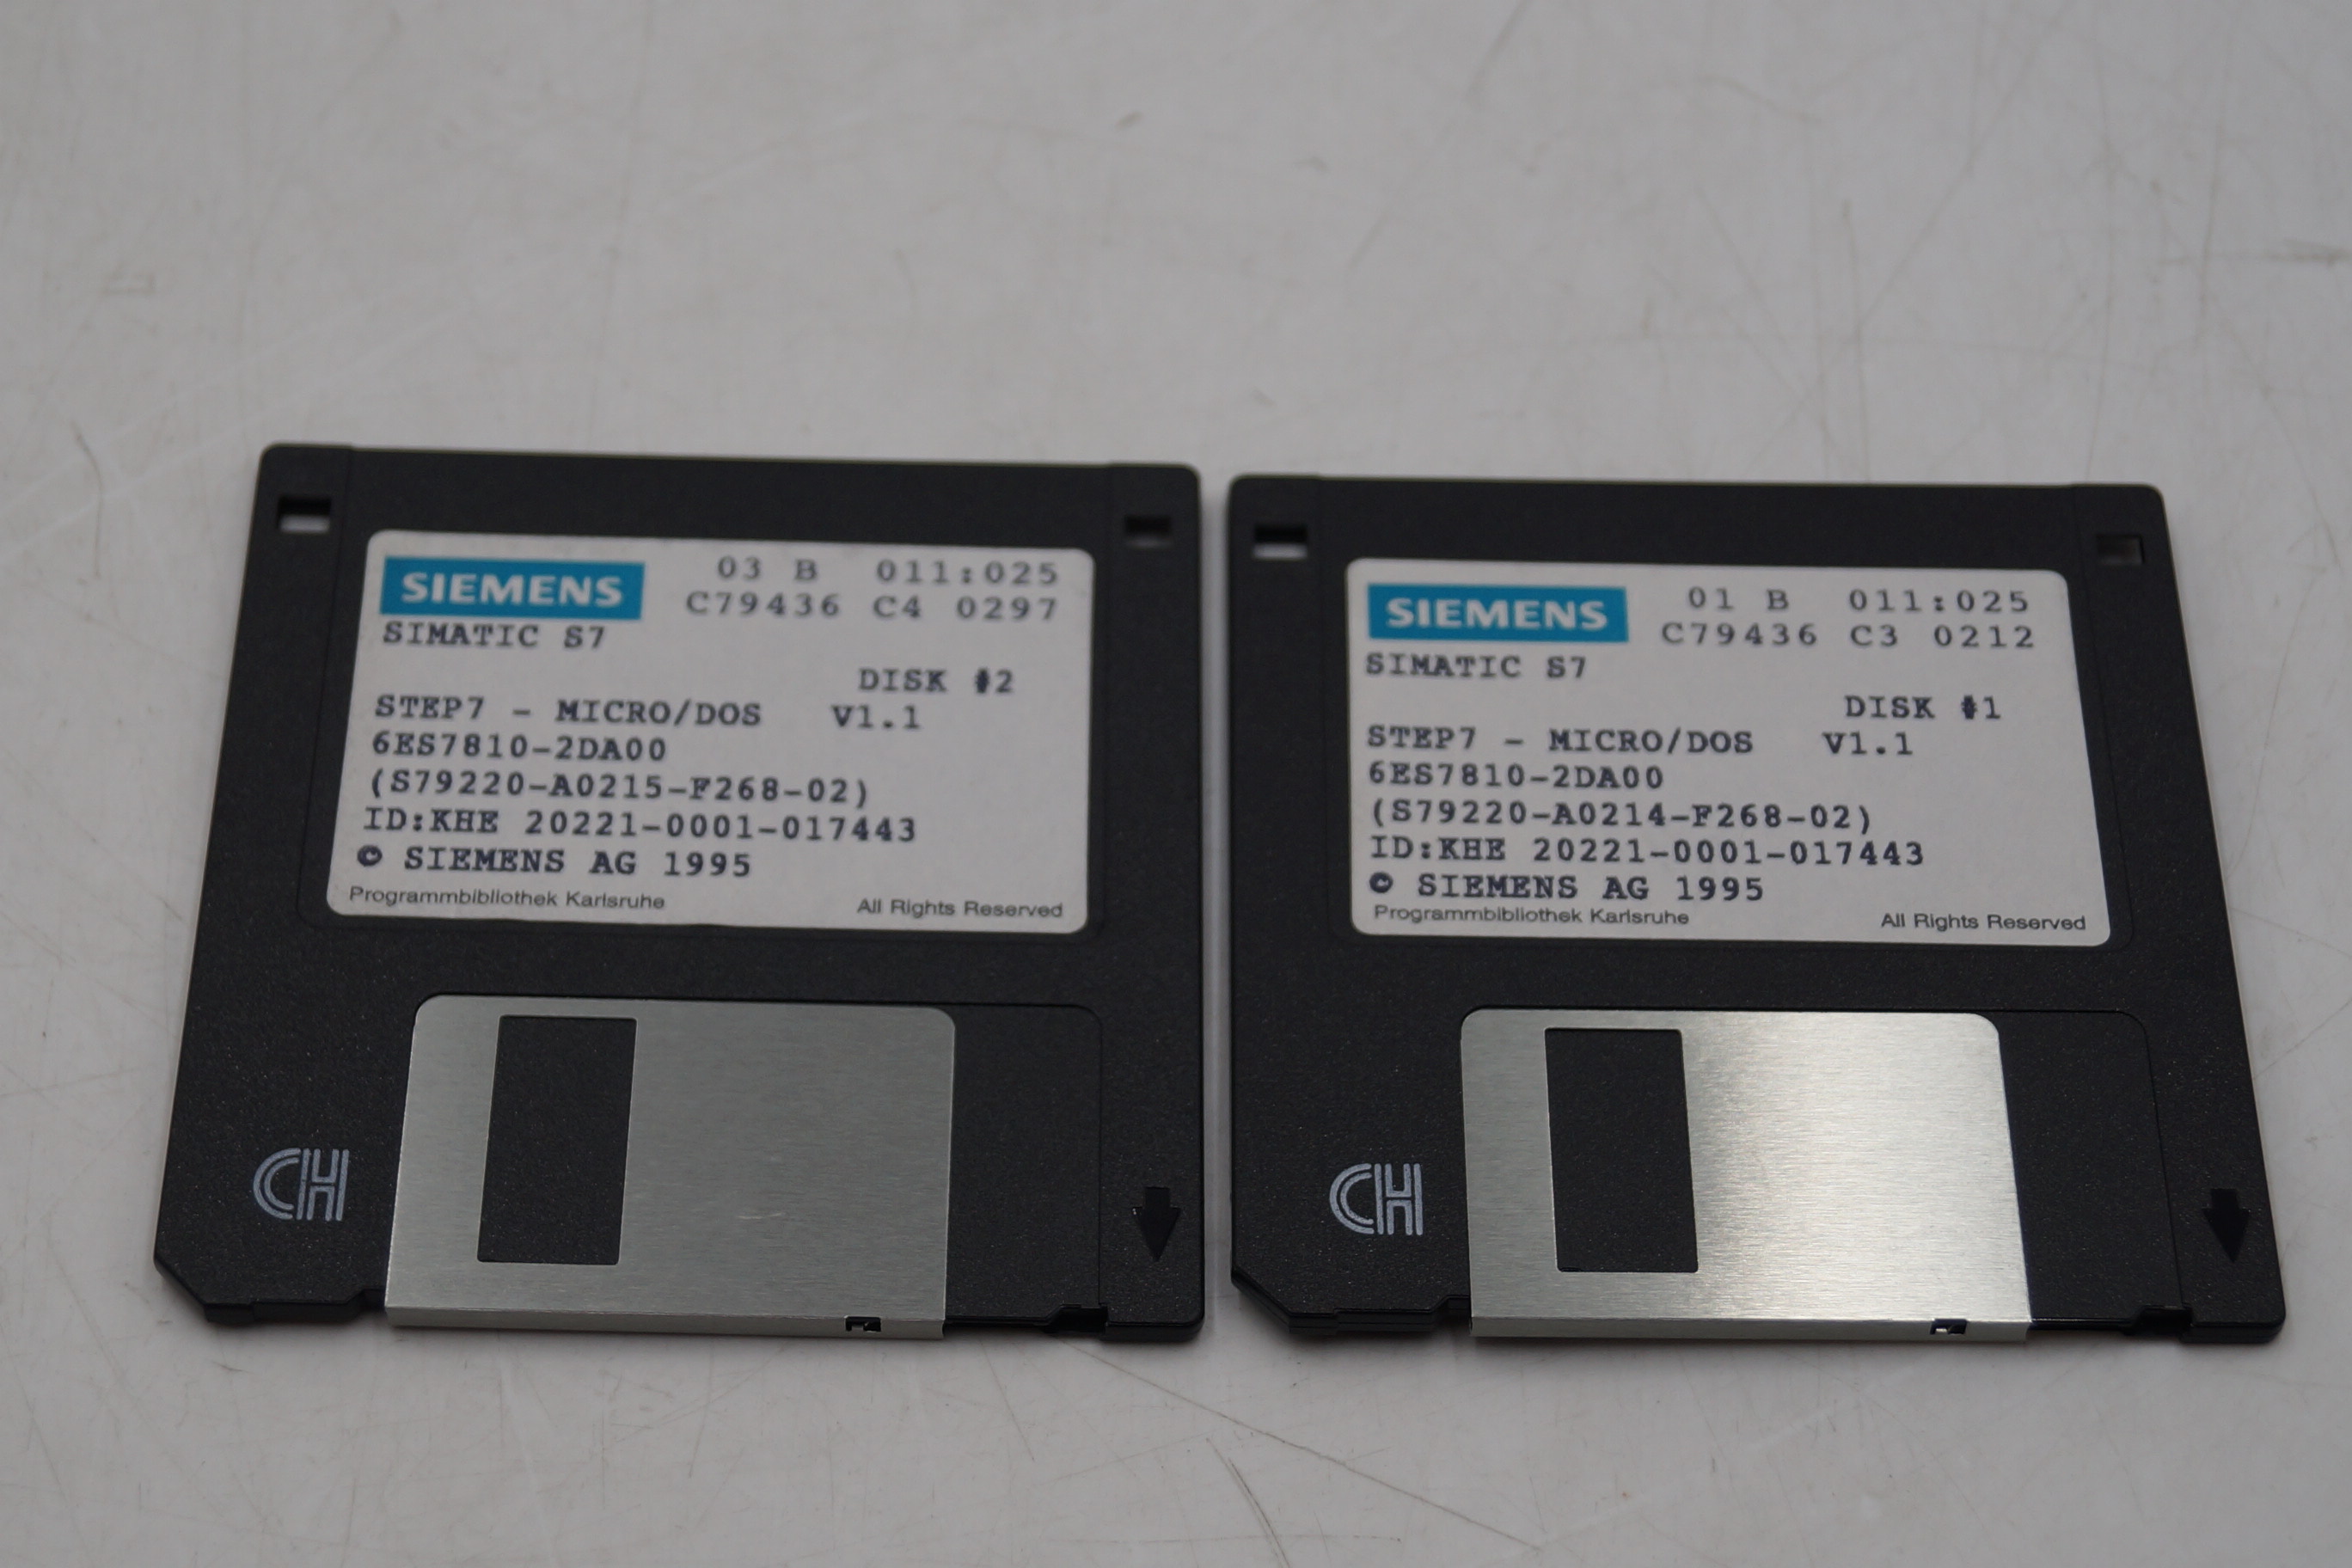 SIEMENS 03 B 011:025
C79436 C4 0297
SIMATIC S7
DISK #2
STEP7 - MICRO/DOS V1.1
6ES7810-2DA00
(S79220-A0215-F268-02)
ID:KHE 20221-0001-017443
© SIEMENS AG 1995
Programmbibliothek Karlsruhe All Rights Reserved
CH
SIEMENS 01 B 011:025
C79436 C3 0212
SIMATIC S7
DISK #1
STEP7 - MICRO/DOS V1.1
6ES7810-2DA00
(S79220-A0214-F268-02)
ID:KHE 20221-0001-017443
© SIEMENS AG 1995
Programmbibliothek Karlsruhe All Rights Reserved
CH